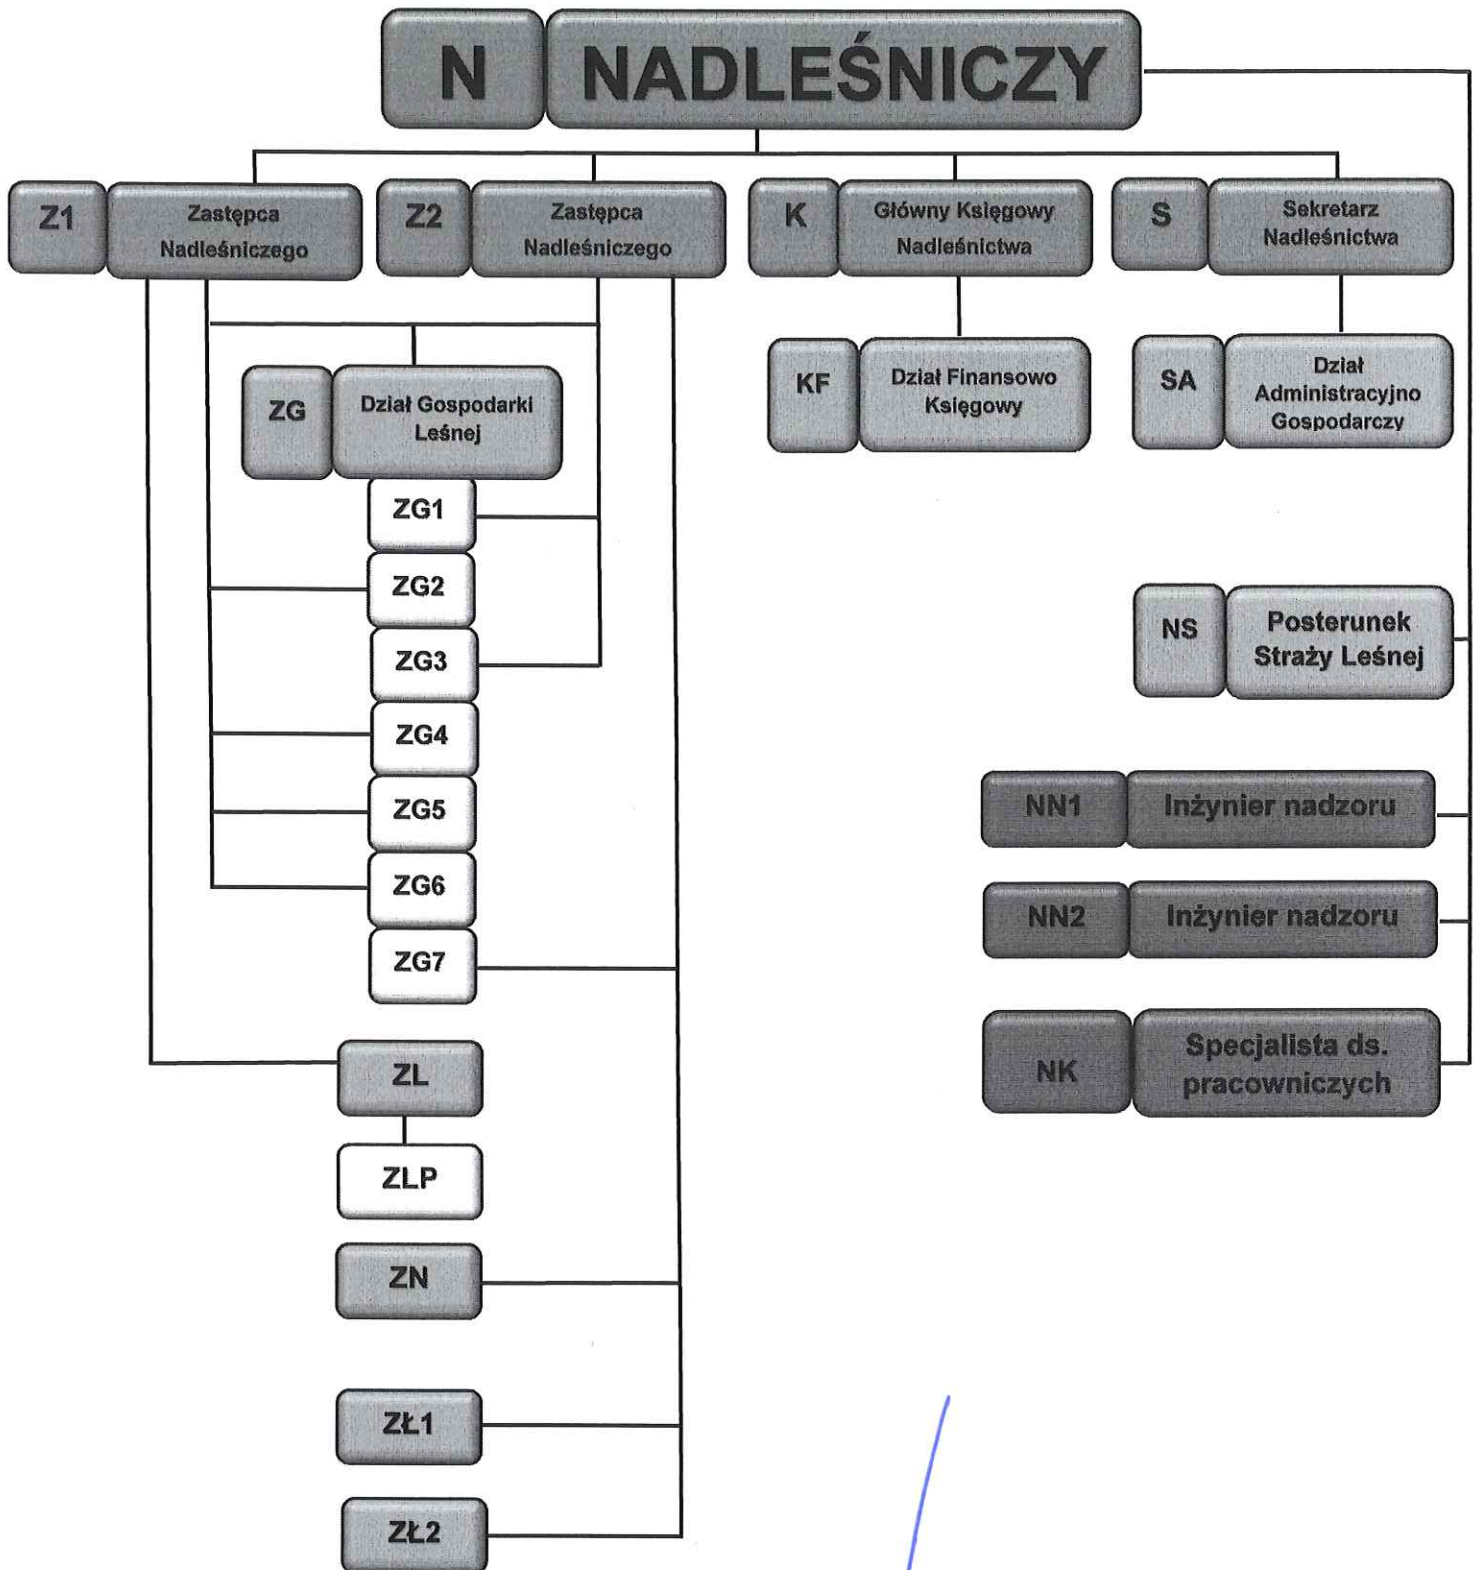 N NADLEŚNICZY
Z1 Zastępca
Nadleśniczego
Z2 Zastępca
Nadleśniczego
K Główny Księgowy
Nadleśnictwa
S Sekretarz
Nadleśnictwa
ZG Dział Gospodarki
Leśnej
KF Dział Finansowo
Księgowy
SA Dział
Administracyjno
Gospodarczy
ZG1
ZG2
ZG3
ZG4
ZG5
ZG6
ZG7
ZL
ZLP
ZN
ZŁ1
ZŁ2
NS Posterunek
Straży Leśnej
NN1 Inżynier nadzoru
NN2 Inżynier nadzoru
NK Specjalista ds.
pracowniczych